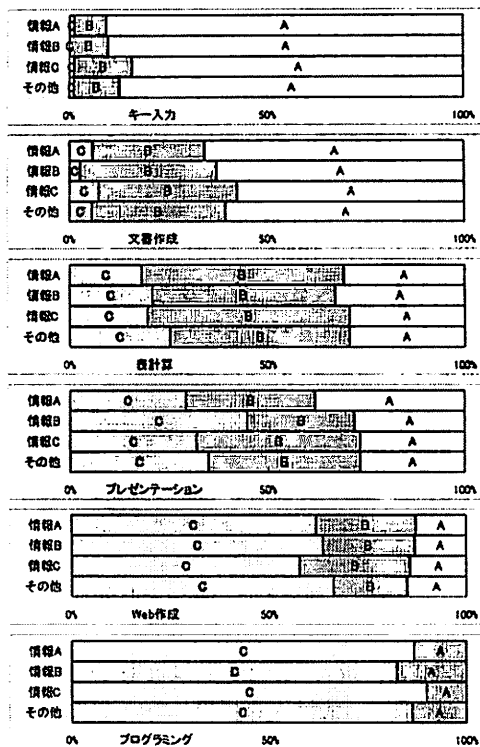 情報A C B A
情報B C B A
情報C C B A
その他 C B A
0% キー入力 100%
情報A C B A
情報B C B A
情報C C B A
その他 C B A
0% 50% 100%
文書作成
情報A C B A
情報B C B A
情報C C B A
その他 C B A
0% 50% 100%
表計算
情報A C B A
情報B C B A
情報C C B A
その他 C B A
0% プレゼンテーション 50% 100%
情報A C B A
情報B C B A
情報C C B A
その他 C B A
0% Web作成 50% 100%
情報A C A
情報B D A
情報C C A
その他 C A
0% プログラミング 50% 100%